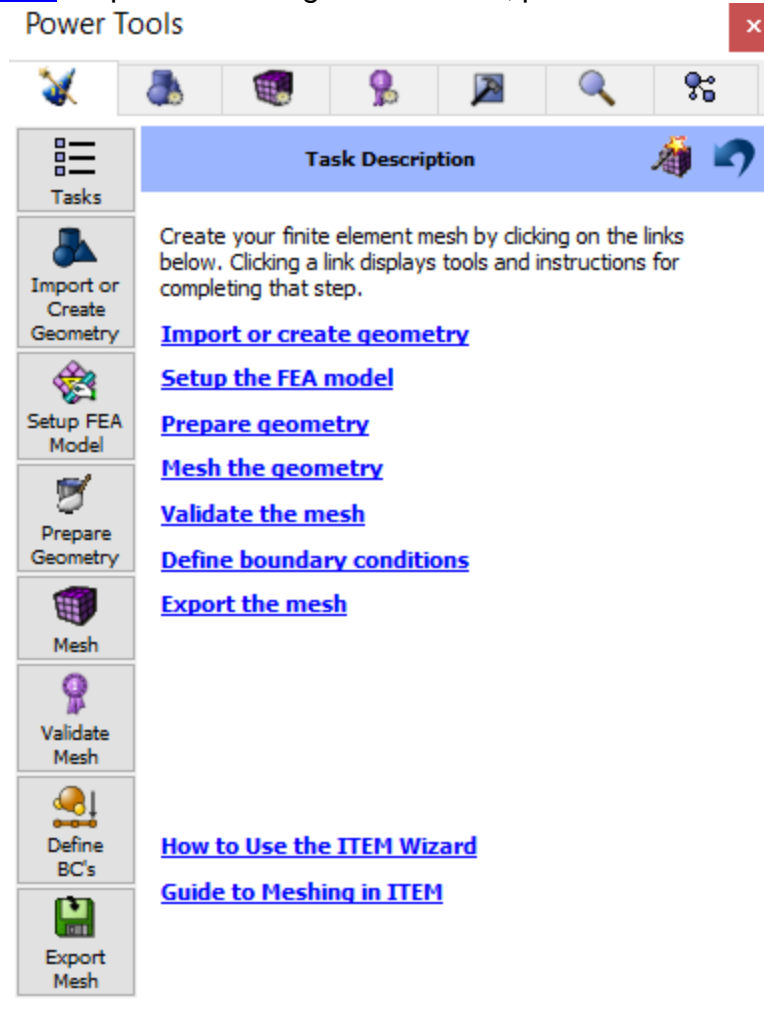 Power Tools
Tasks
Import or
Create
Geometry
Setup FEA
Model
Prepare
Geometry
Mesh
Validate
Mesh
Define
BC's
Export
Mesh
Task Description
Create your finite element mesh by clicking on the links
below. Clicking a link displays tools and instructions for
completing that step.
Import or create geometry
Setup the FEA model
Prepare geometry
Mesh the geometry
Validate the mesh
Define boundary conditions
Export the mesh
How to Use the ITEM Wizard
Guide to Meshing in ITEM